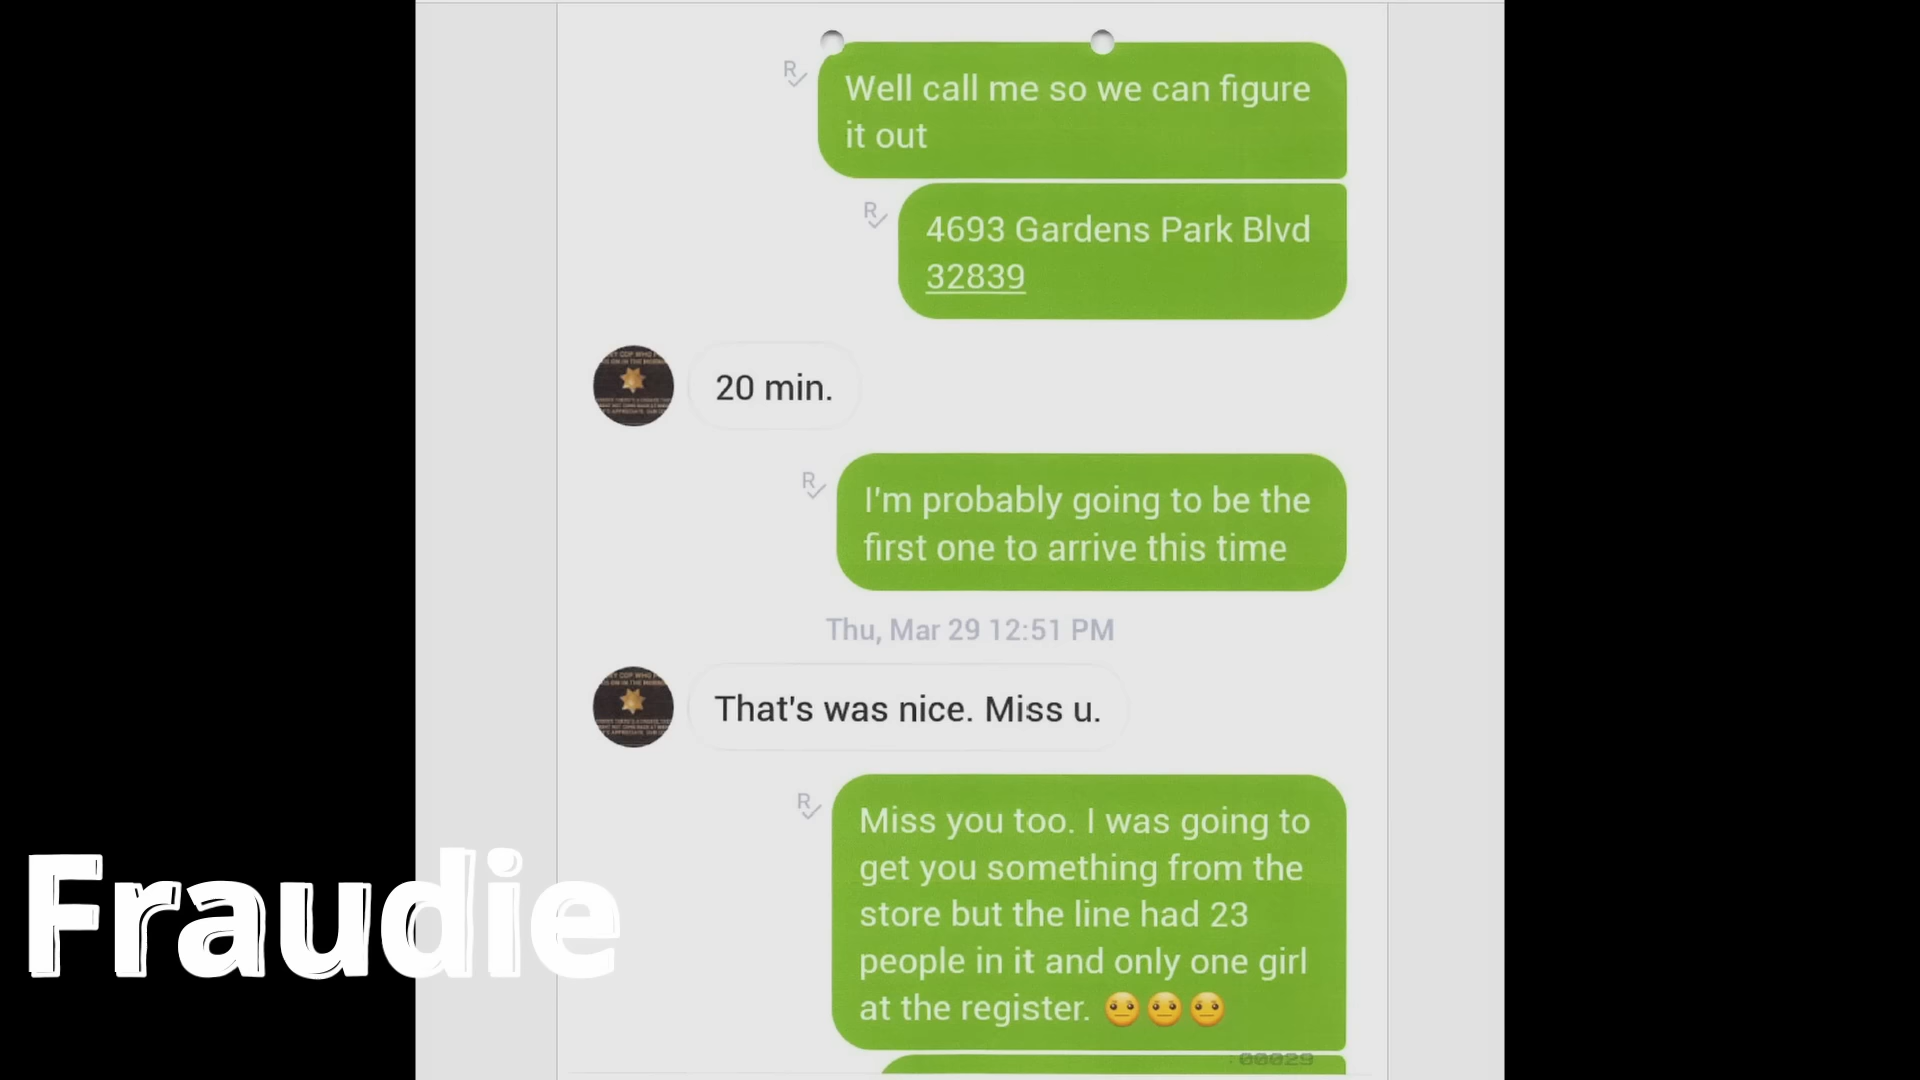 Well call me so we can figure
it out
4693 Gardens Park Blvd
32839
20 min.
I'm probably going to be the
first one to arrive this time
Thu, Mar 29 12:51 PM
That's was nice. Miss u.
Miss you too. I was going to
get you something from the
store but the line had 23
people in it and only one girl
at the register. 😐😐😐
00029
Fraudie